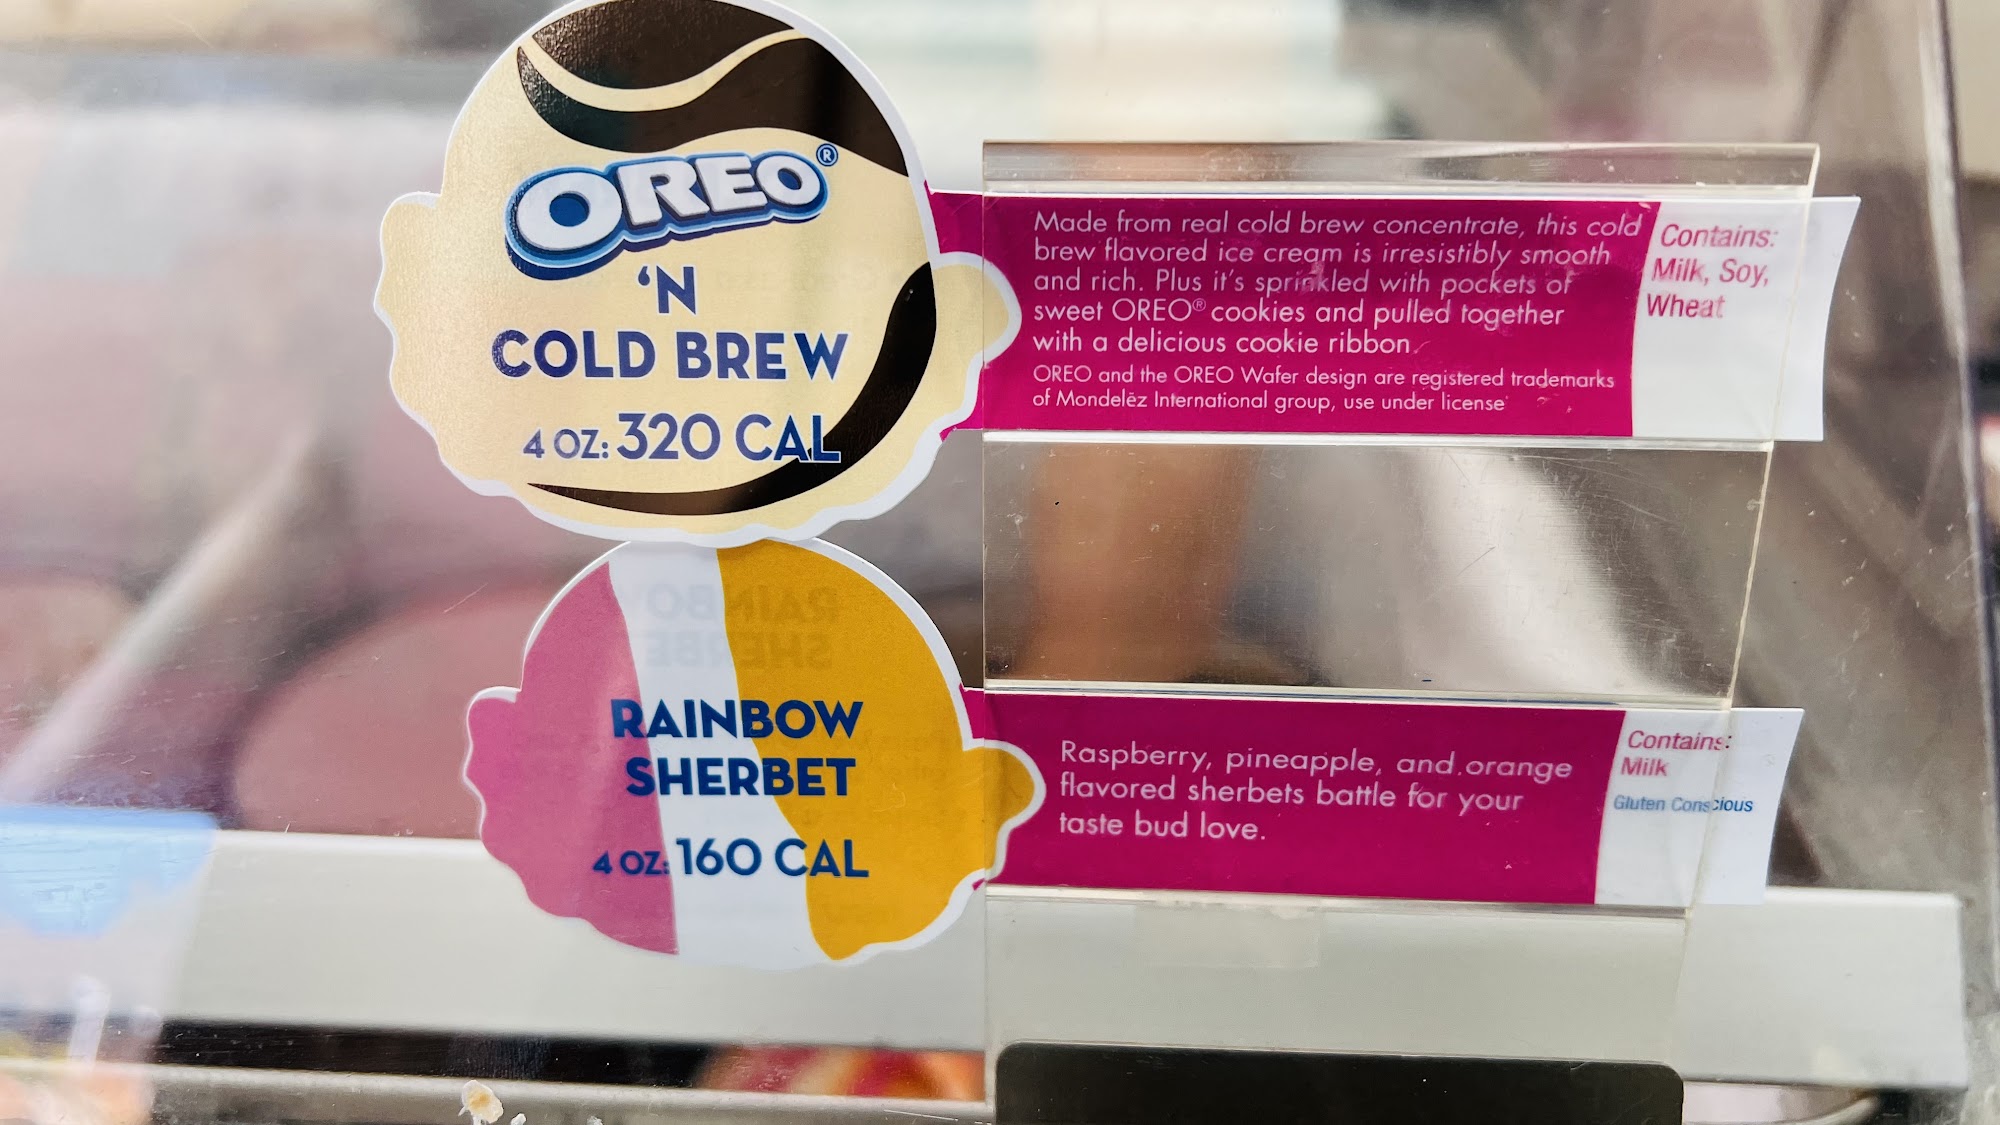 OREO®
'N
COLD BREW
4 OZ: 320 CAL
Made from real cold brew concentrate, this cold
brew flavored ice cream is irresistibly smooth
and rich. Plus it's sprinkled with pockets of
sweet OREO® cookies and pulled together
with a delicious cookie ribbon.
OREO and the OREO Wafer design are registered trademarks
of Mondelēz International group, use under license
Contains:
Milk, Soy,
Wheat
RAINBOW
SHERBET
4 OZ: 160 CAL
Raspberry, pineapple, and orange
flavored sherbets battle for your
taste bud love.
Contains:
Milk
Gluten Conscious
RAINBOW
SHERBET